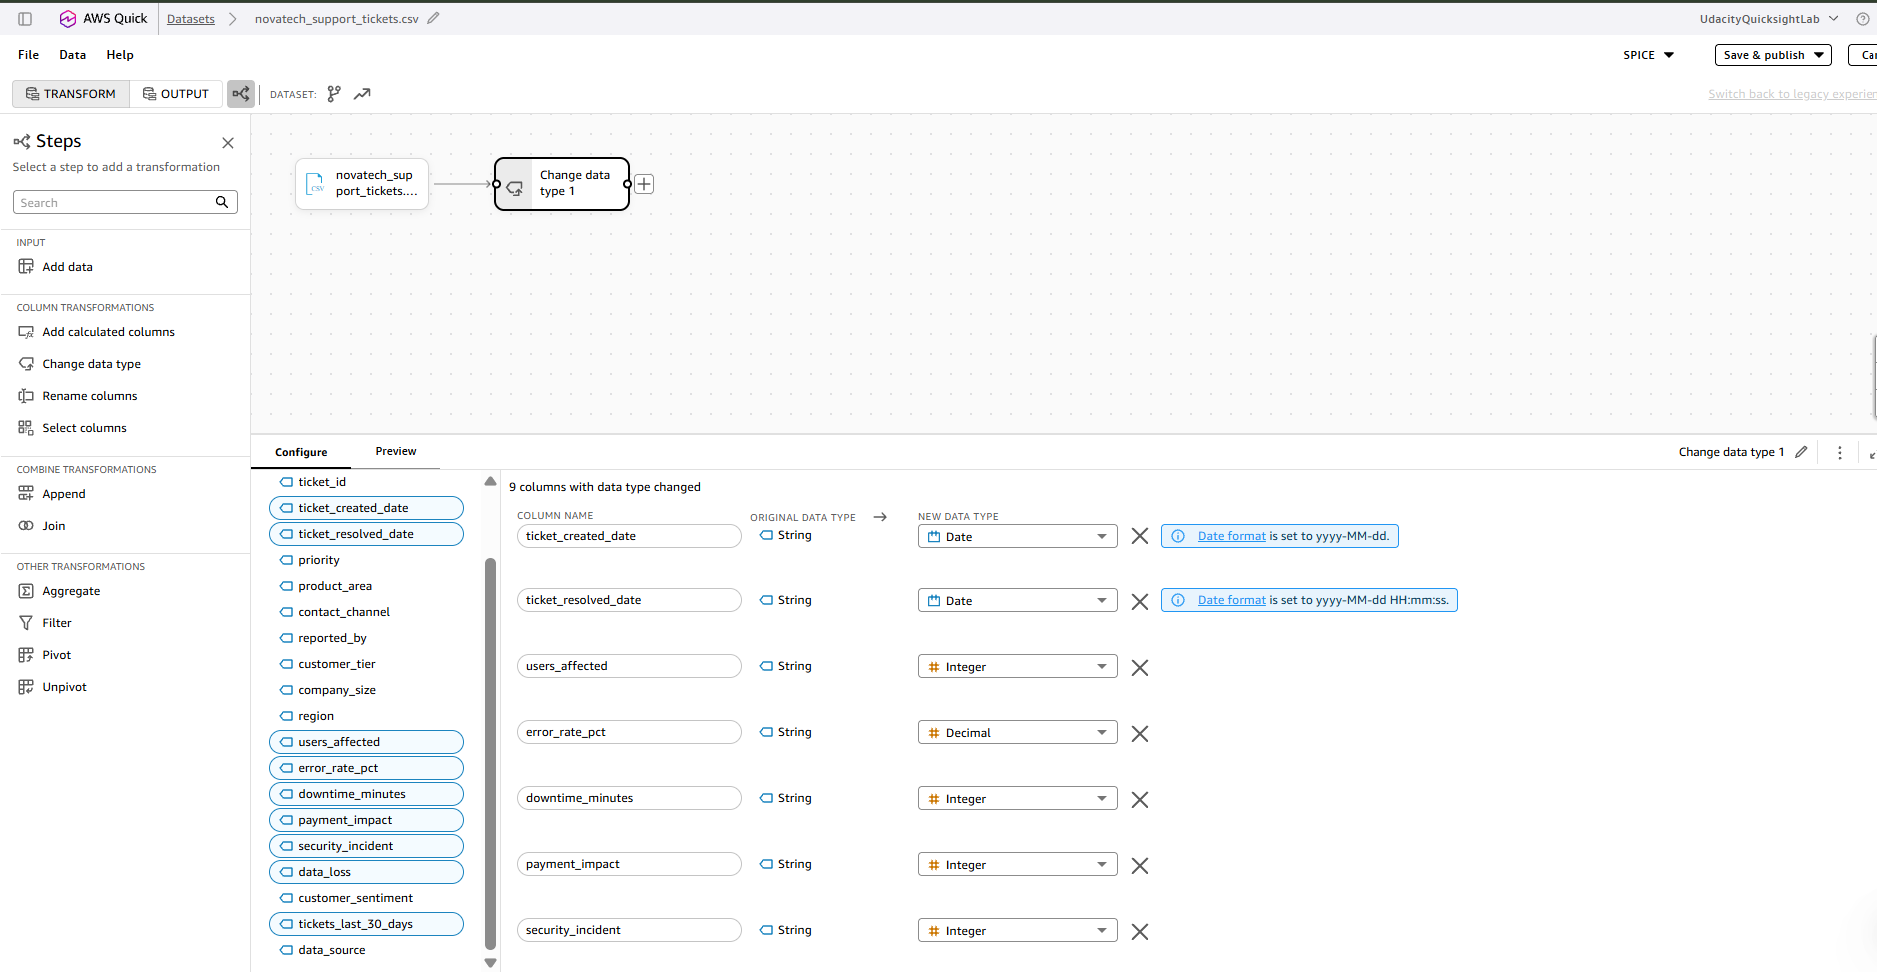 AWS Quick
Datasets
novatech_support_tickets.csv
UdacityQuicksightLab
File
Data
Help
SPICE
Save & publish
TRANSFORM
OUTPUT
DATASET:
Steps
Select a step to add a transformation
Search
INPUT
Add data
COLUMN TRANSFORMATIONS
Add calculated columns
Change data type
Rename columns
Select columns
COMBINE TRANSFORMATIONS
Append
Join
OTHER TRANSFORMATIONS
Aggregate
Filter
Pivot
Unpivot
CSV
novatech_sup
port_tickets....
Change data
type 1
Switch back to legacy
Configure
Preview
Change data type 1
ticket_id
ticket_created_date
ticket_resolved_date
priority
product_area
contact_channel
reported_by
customer_tier
company_size
region
users_affected
error_rate_pct
downtime_minutes
payment_impact
security_incident
data_loss
customer_sentiment
tickets_last_30_days
data_source
9 columns with data type changed
COLUMN NAME ORIGINAL DATA TYPE NEW DATA TYPE
ticket_created_date String Date Date format is set to yyyy-MM-dd.
ticket_resolved_date String Date Date format is set to yyyy-MM-dd HH:mm:ss.
users_affected String Integer
error_rate_pct String Decimal
downtime_minutes String Integer
payment_impact String Integer
security_incident String Integer